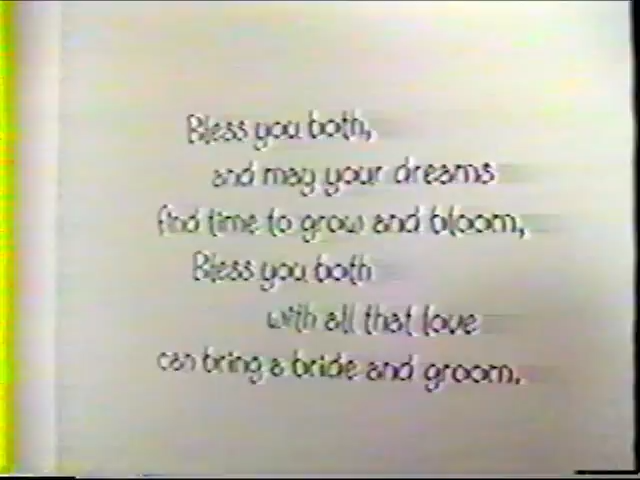 Bless you both,
and may your dreams
find time to grow and bloom,
Bless you both
with all that love
can bring a bride and groom.